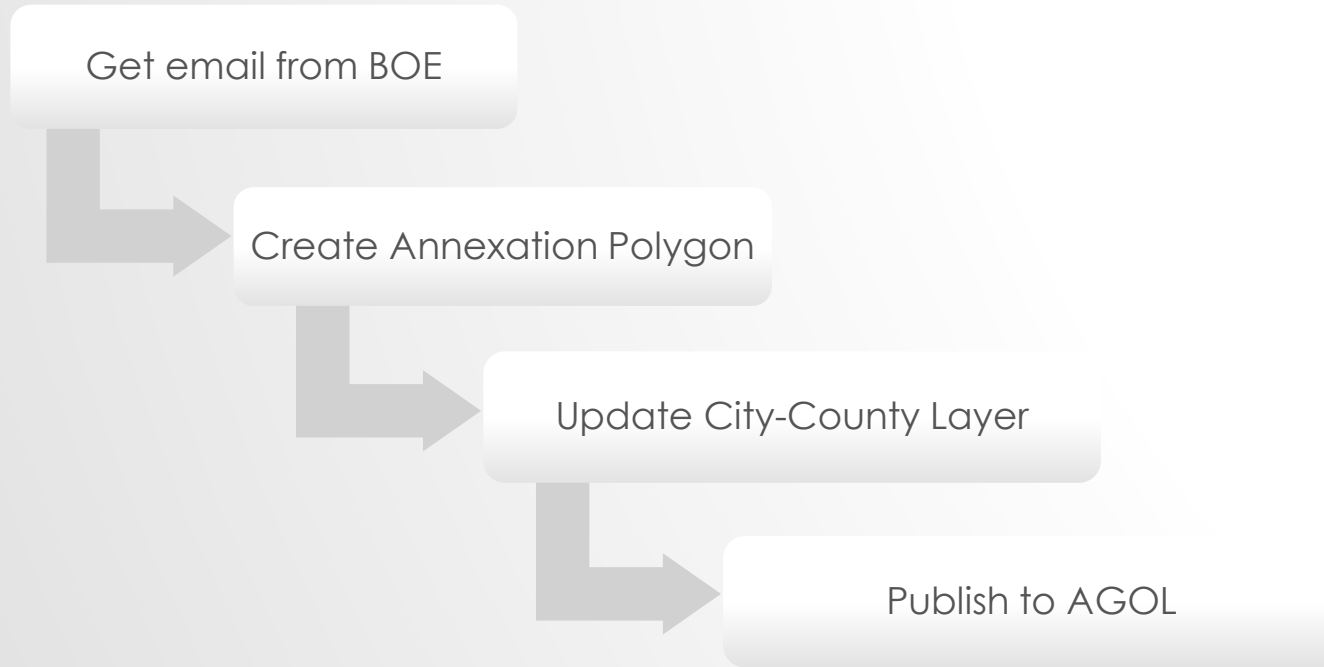 Get email from BOE
Create Annexation Polygon
Update City-County Layer
Publish to AGOL